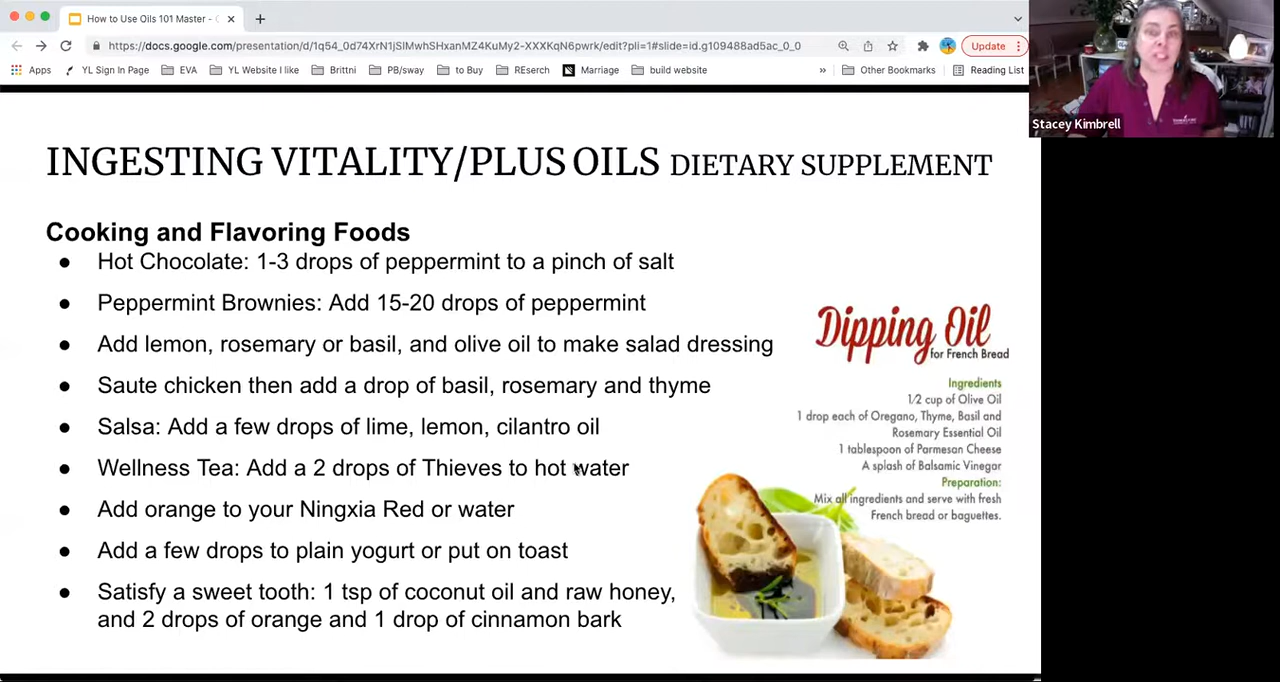 How to Use Oils 101 Master - G
https://docs.google.com/presentation/d/1q54_0d74XrN1jSIMwhSHxanMZ4KuMy2-XXXKqN6pwrk/edit?pli=1#slide=id.g109488ad5ac_0_0
Update
Apps YL Sign In Page EVA YL Website I like Brittni PB/sway to Buy REserch Marriage build website » Other Bookmarks Reading List
Stacey Kimbrell
INGESTING VITALITY/PLUS OILS DIETARY SUPPLEMENT
Cooking and Flavoring Foods
● Hot Chocolate: 1-3 drops of peppermint to a pinch of salt
● Peppermint Brownies: Add 15-20 drops of peppermint
● Add lemon, rosemary or basil, and olive oil to make salad dressing
● Saute chicken then add a drop of basil, rosemary and thyme
● Salsa: Add a few drops of lime, lemon, cilantro oil
● Wellness Tea: Add a 2 drops of Thieves to hot water
● Add orange to your Ningxia Red or water
● Add a few drops to plain yogurt or put on toast
● Satisfy a sweet tooth: 1 tsp of coconut oil and raw honey,
and 2 drops of orange and 1 drop of cinnamon bark
Dipping Oil
for French Bread
Ingredients
1/2 cup of Olive Oil
1 drop each of Oregano, Thyme, Basil and
Rosemary Essential Oil
1 tablespoon of Parmesan Cheese
A splash of Balsamic Vinegar
Preparation:
Mix all ingredients and serve with fresh
French bread or baguettes.